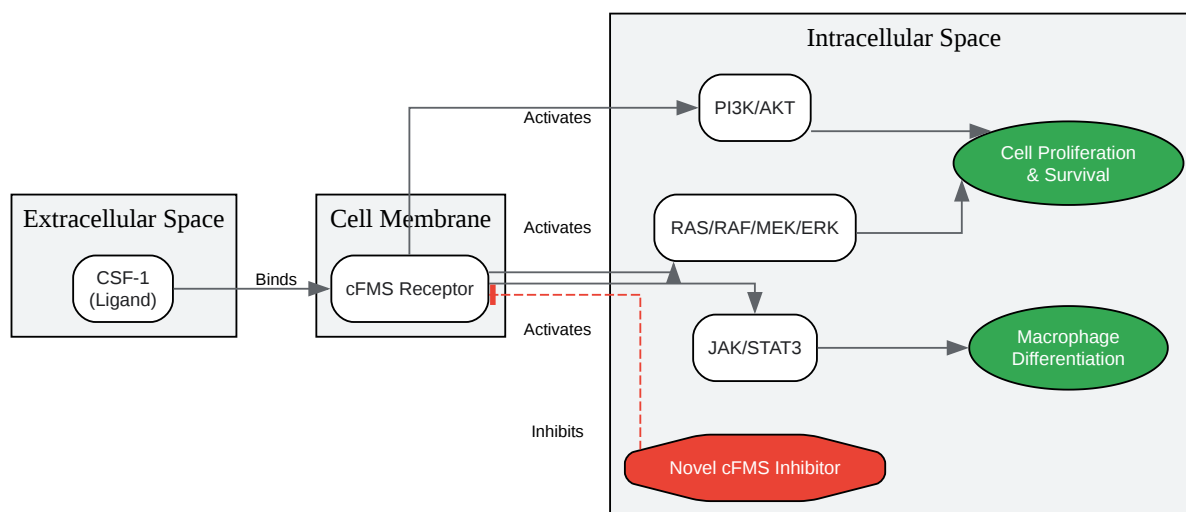 Intracellular Space
PI3K/AKT
Activates
Cell Proliferation
& Survival
Extracellular Space
Cell Membrane
Activates
RAS/RAF/MEK/ERK
CSF-1
(Ligand)
Binds
cFMS Receptor
Activates
JAK/STAT3
Macrophage
Differentiation
Inhibits
Novel cFMS Inhibitor